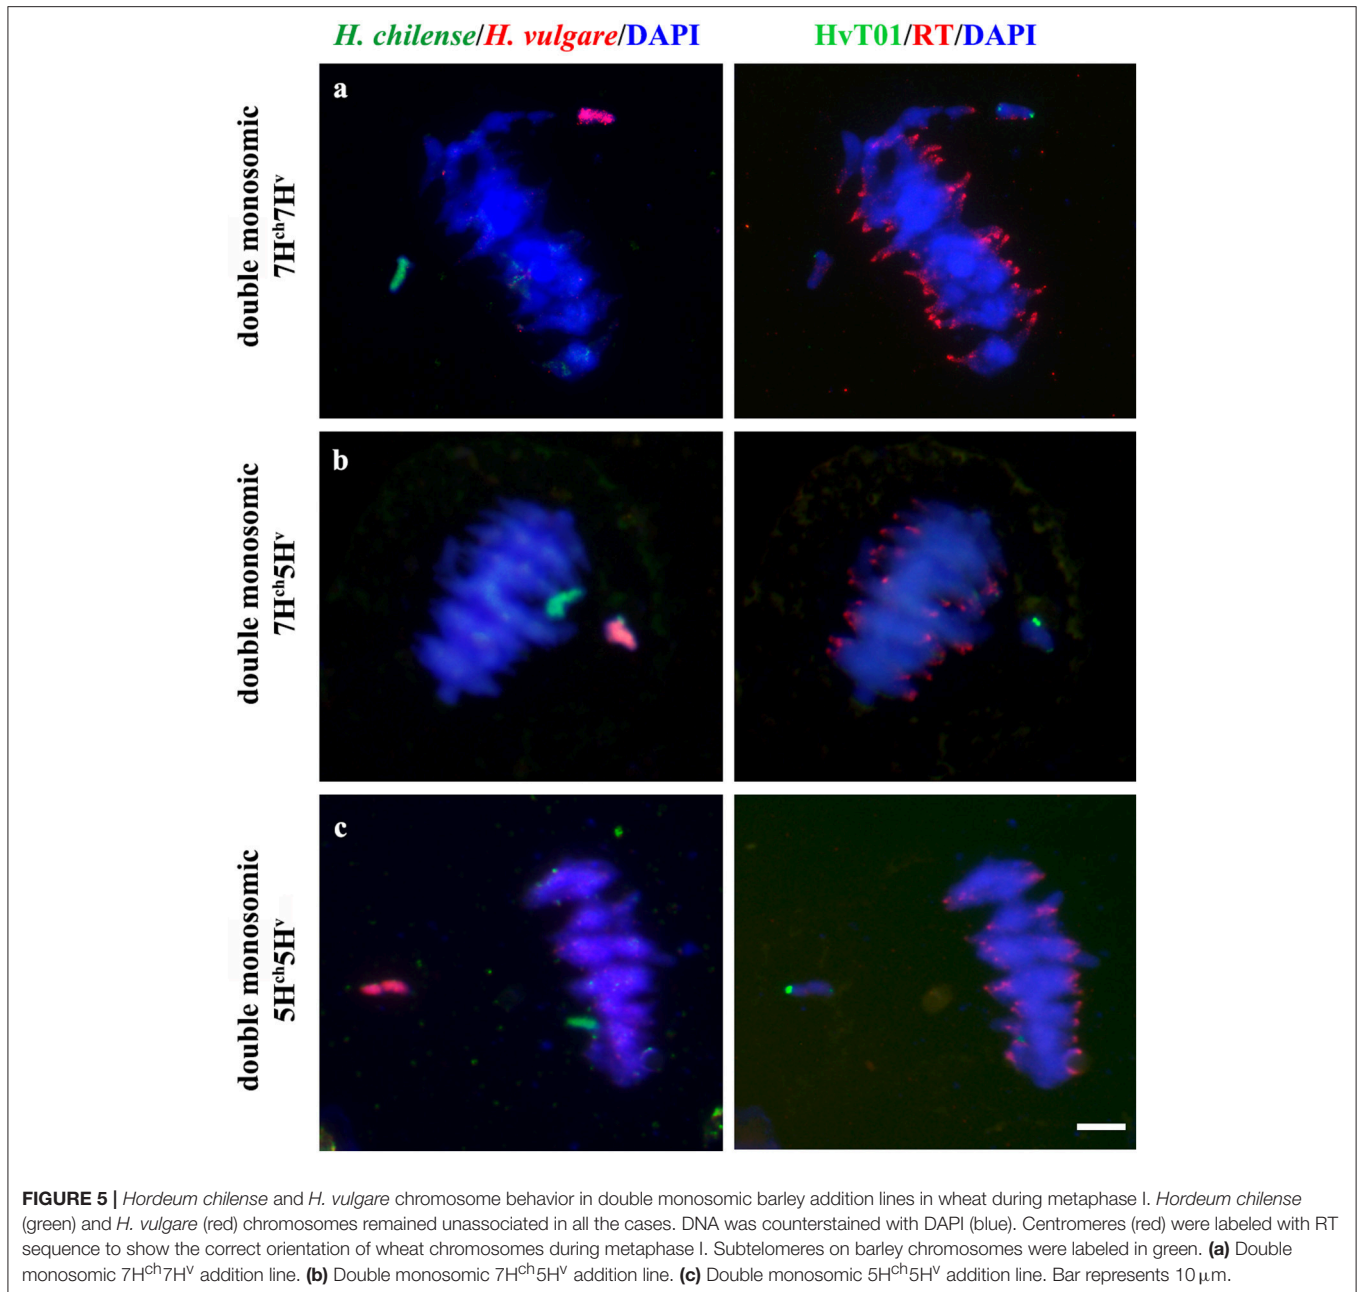 H. chilense/H. vulgare/DAPI
HvT01/RT/DAPI
a
double monosomic
7Hᶜʰ7Hᵛ
b
double monosomic
7Hᶜʰ5Hᵛ
c
double monosomic
5Hᶜʰ5Hᵛ
FIGURE 5 | Hordeum chilense and H. vulgare chromosome behavior in double monosomic barley addition lines in wheat during metaphase I. Hordeum chilense
(green) and H. vulgare (red) chromosomes remained unassociated in all the cases. DNA was counterstained with DAPI (blue). Centromeres (red) were labeled with RT
sequence to show the correct orientation of wheat chromosomes during metaphase I. Subtelomeres on barley chromosomes were labeled in green. (a) Double
monosomic 7Hᶜʰ7Hᵛ addition line. (b) Double monosomic 7Hᶜʰ5Hᵛ addition line. (c) Double monosomic 5Hᶜʰ5Hᵛ addition line. Bar represents 10 μm.